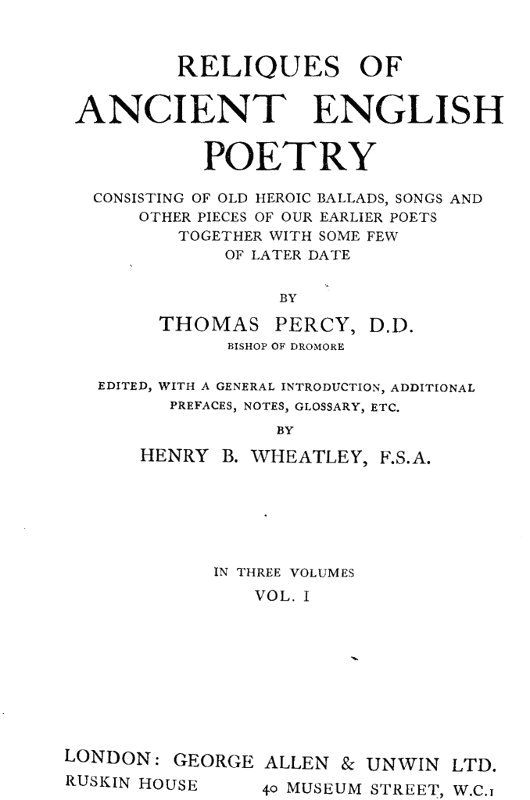 RELIQUES OF
ANCIENT ENGLISH
POETRY
CONSISTING OF OLD HEROIC BALLADS, SONGS AND
OTHER PIECES OF OUR EARLIER POETS
TOGETHER WITH SOME FEW
OF LATER DATE
BY
THOMAS PERCY, D.D.
BISHOP OF DROMORE
EDITED, WITH A GENERAL INTRODUCTION, ADDITIONAL
PREFACES, NOTES, GLOSSARY, ETC.
BY
HENRY B. WHEATLEY, F.S.A.
IN THREE VOLUMES
VOL. I
LONDON: GEORGE ALLEN & UNWIN LTD.
RUSKIN HOUSE 40 MUSEUM STREET, W.C.1